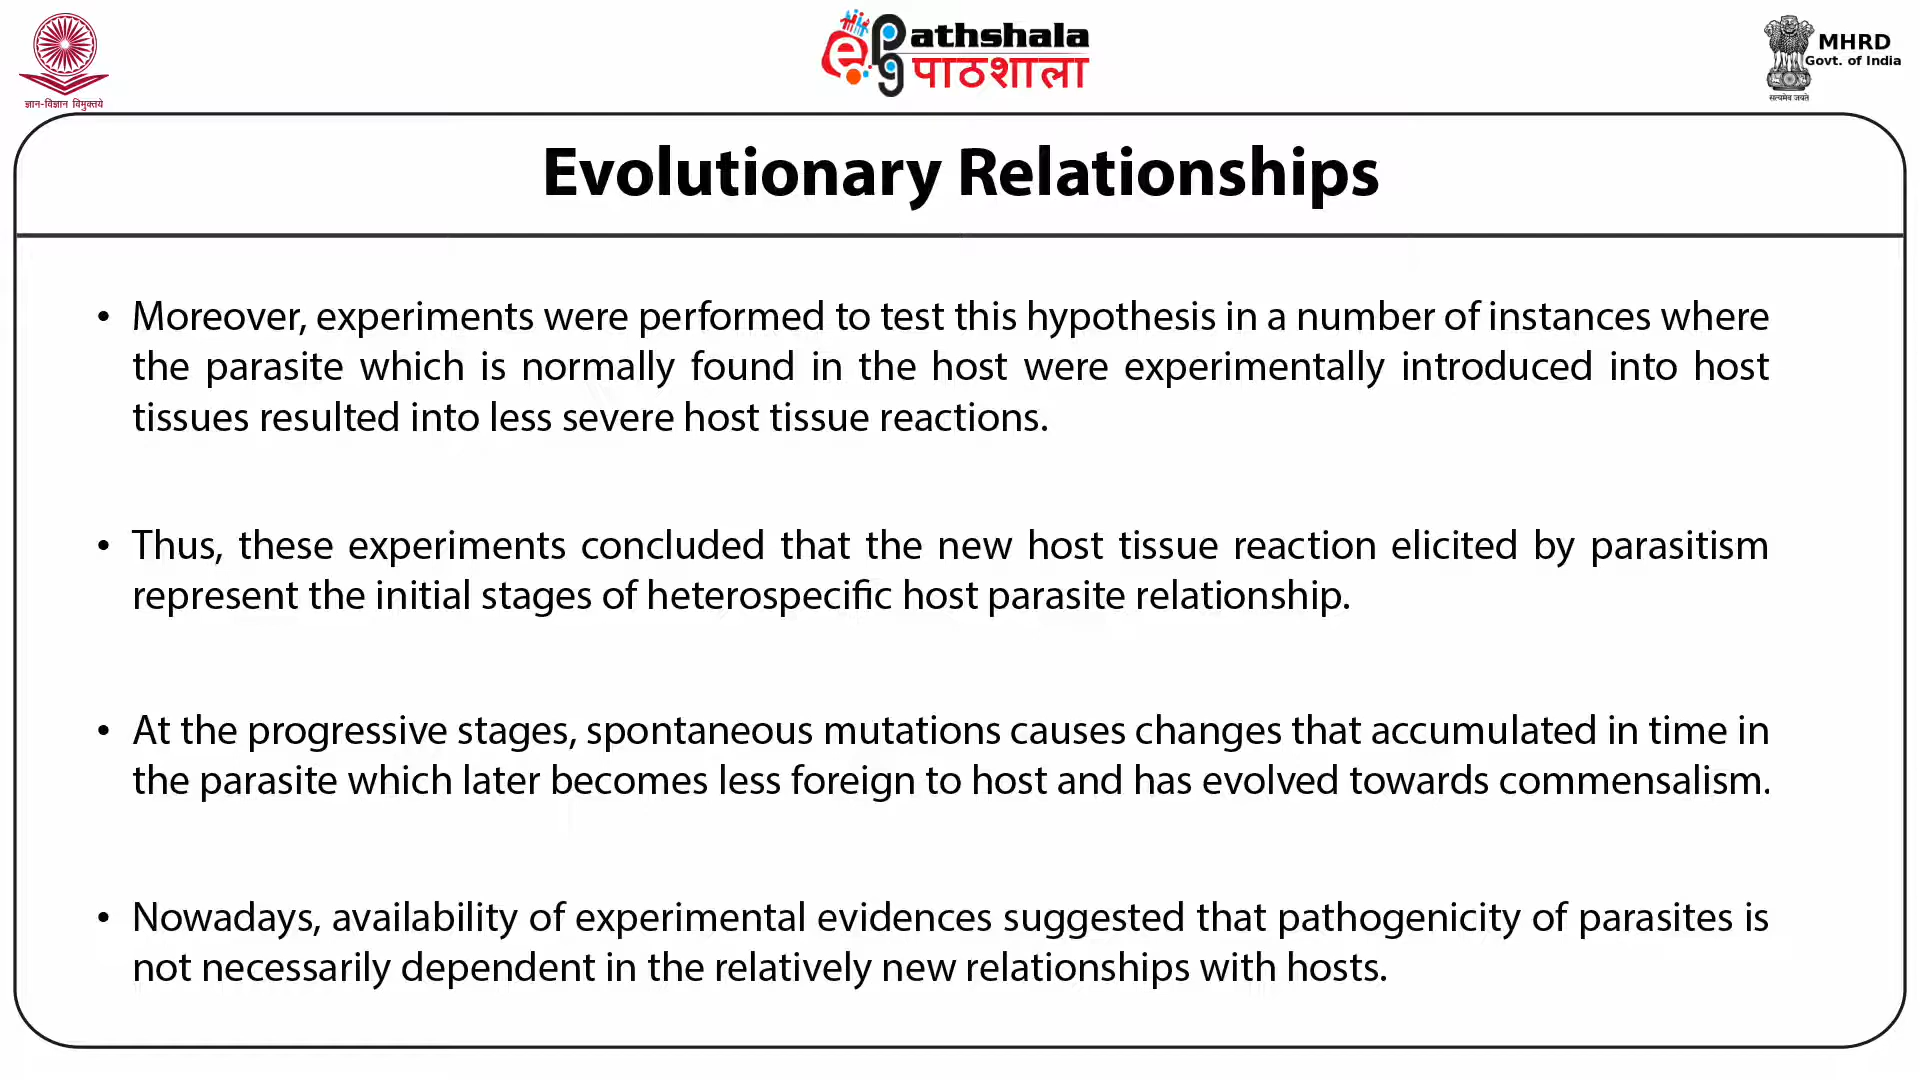 ज्ञान-विज्ञान विमुक्तये
ePathshala
पाठशाला
MHRD
Govt. of India
सत्यमेव जयते
Evolutionary Relationships
• Moreover, experiments were performed to test this hypothesis in a number of instances where
the parasite which is normally found in the host were experimentally introduced into host
tissues resulted into less severe host tissue reactions.
• Thus, these experiments concluded that the new host tissue reaction elicited by parasitism
represent the initial stages of heterospecific host parasite relationship.
• At the progressive stages, spontaneous mutations causes changes that accumulated in time in
the parasite which later becomes less foreign to host and has evolved towards commensalism.
• Nowadays, availability of experimental evidences suggested that pathogenicity of parasites is
not necessarily dependent in the relatively new relationships with hosts.